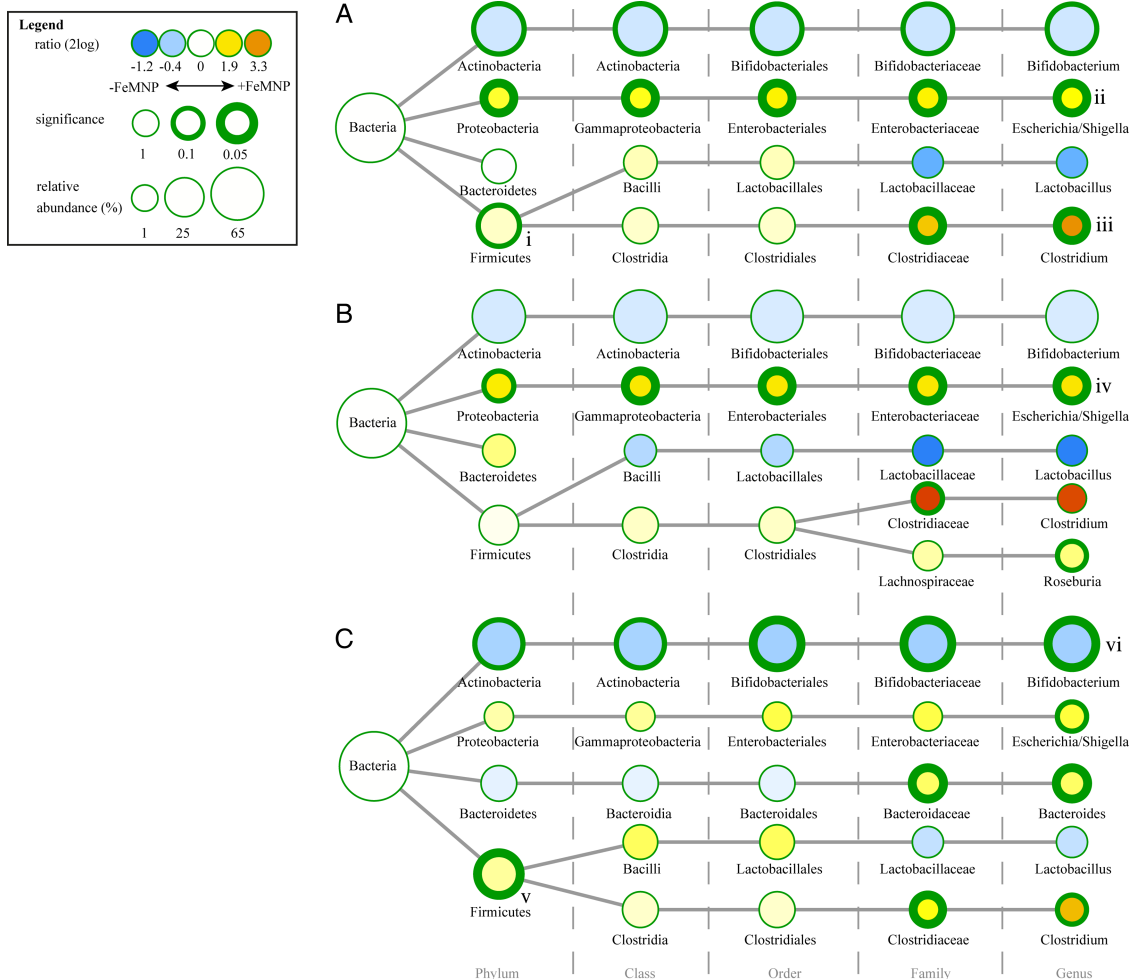 Legend
ratio (2log)
-1.2 -0.4 0 1.9 3.3
-FeMNP +FeMNP
significance
1 0.1 0.05
relative
abundance (%)
1 25 65
A
Actinobacteria Actinobacteria Bifidobacteriales Bifidobacteriaceae Bifidobacterium
ii
Bacteria
Proteobacteria Gammaproteobacteria Enterobacteriales Enterobacteriaceae Escherichia/Shigella
Bacteroidetes Bacilli Lactobacillales Lactobacillaceae Lactobacillus
i iii
Firmicutes Clostridia Clostridiales Clostridiaceae Clostridium
B
Actinobacteria Actinobacteria Bifidobacteriales Bifidobacteriaceae Bifidobacterium
iv
Proteobacteria Gammaproteobacteria Enterobacteriales Enterobacteriaceae Escherichia/Shigella
Bacteria
Bacteroidetes Bacilli Lactobacillales Lactobacillaceae Lactobacillus
Clostridiaceae Clostridium
Firmicutes Clostridia Clostridiales
Lachnospiraceae Roseburia
C
vi
Actinobacteria Actinobacteria Bifidobacteriales Bifidobacteriaceae Bifidobacterium
Proteobacteria Gammaproteobacteria Enterobacteriales Enterobacteriaceae Escherichia/Shigella
Bacteria
Bacteroidetes Bacteroidia Bacteroidales Bacteroidaceae Bacteroides
Bacilli Lactobacillales Lactobacillaceae Lactobacillus
v
Firmicutes
Clostridia Clostridiales Clostridiaceae Clostridium
Phylum Class Order Family Genus